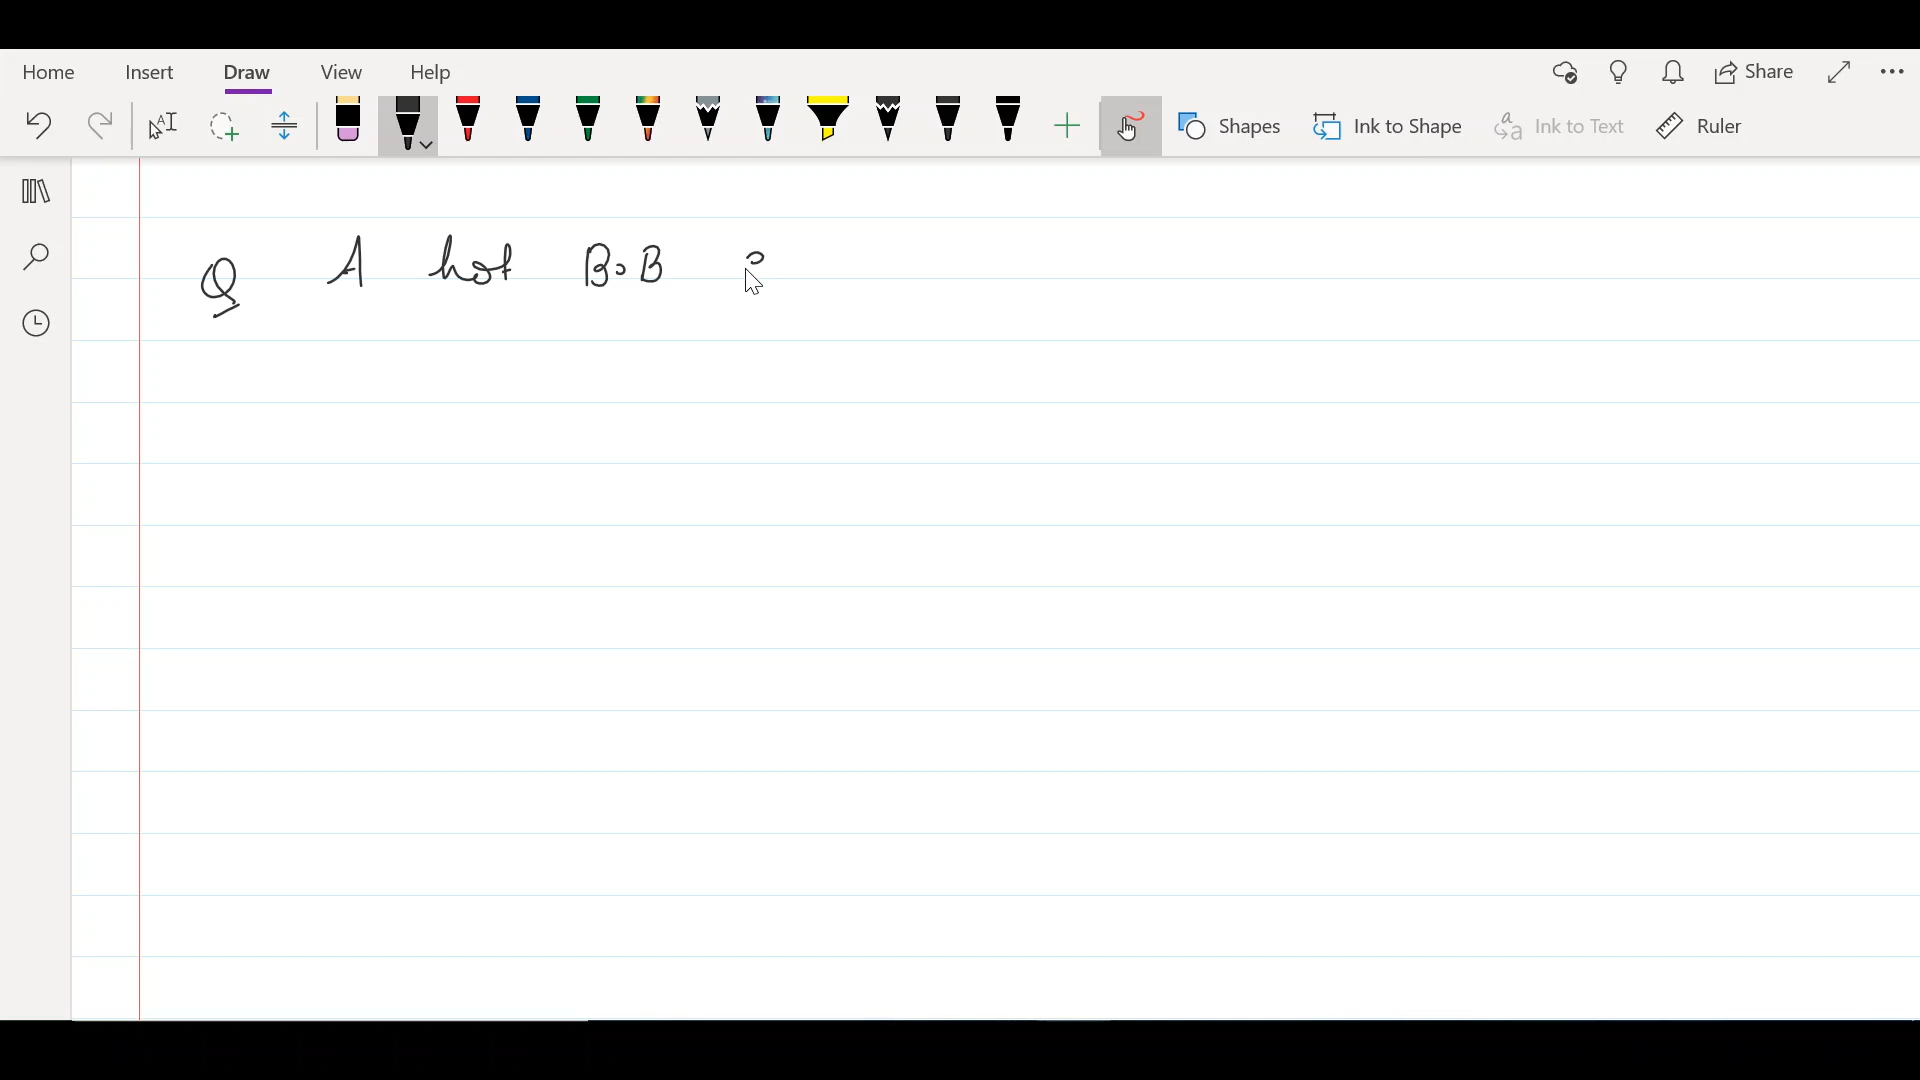 Home Insert Draw View Help Share
Shapes Ink to Shape Ink to Text Ruler
Q A hot B.B